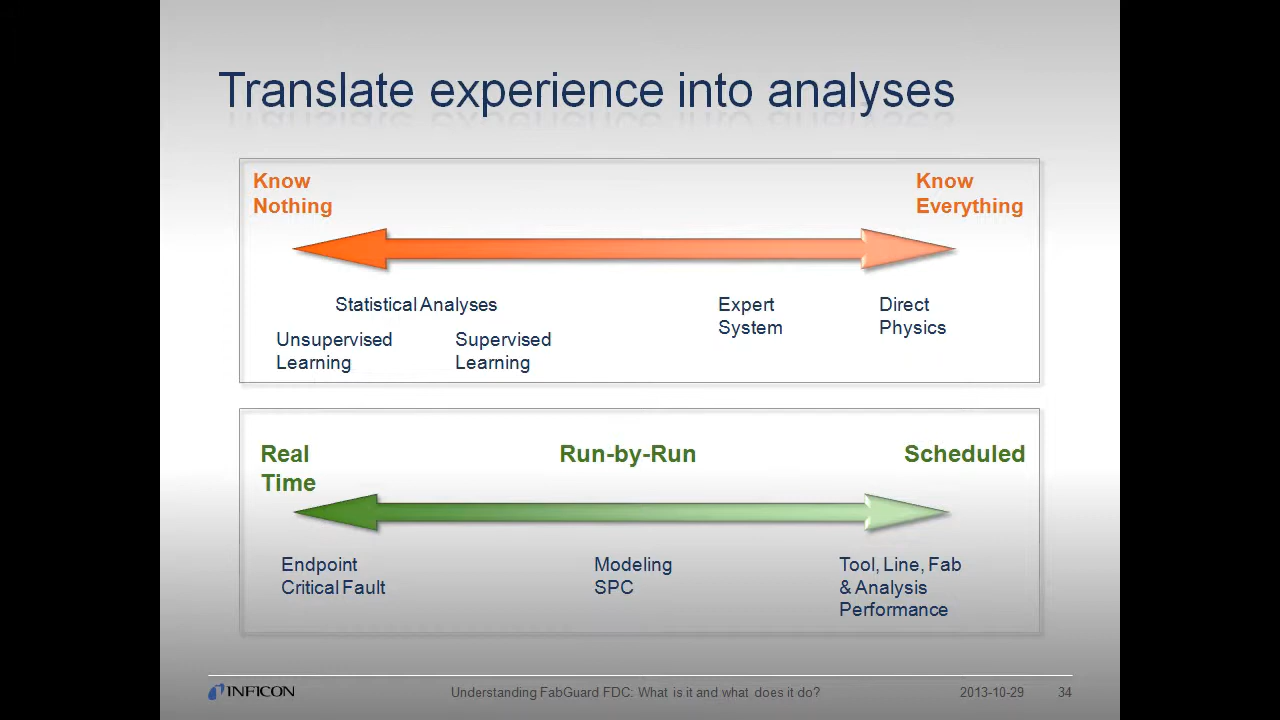 Translate experience into analyses
Know
Nothing
Know
Everything
Statistical Analyses
Unsupervised
Learning
Supervised
Learning
Expert
System
Direct
Physics
Real
Time
Run-by-Run
Scheduled
Endpoint
Critical Fault
Modeling
SPC
Tool, Line, Fab
& Analysis
Performance
INFICON
Understanding FabGuard FDC: What is it and what does it do?
2013-10-29
34